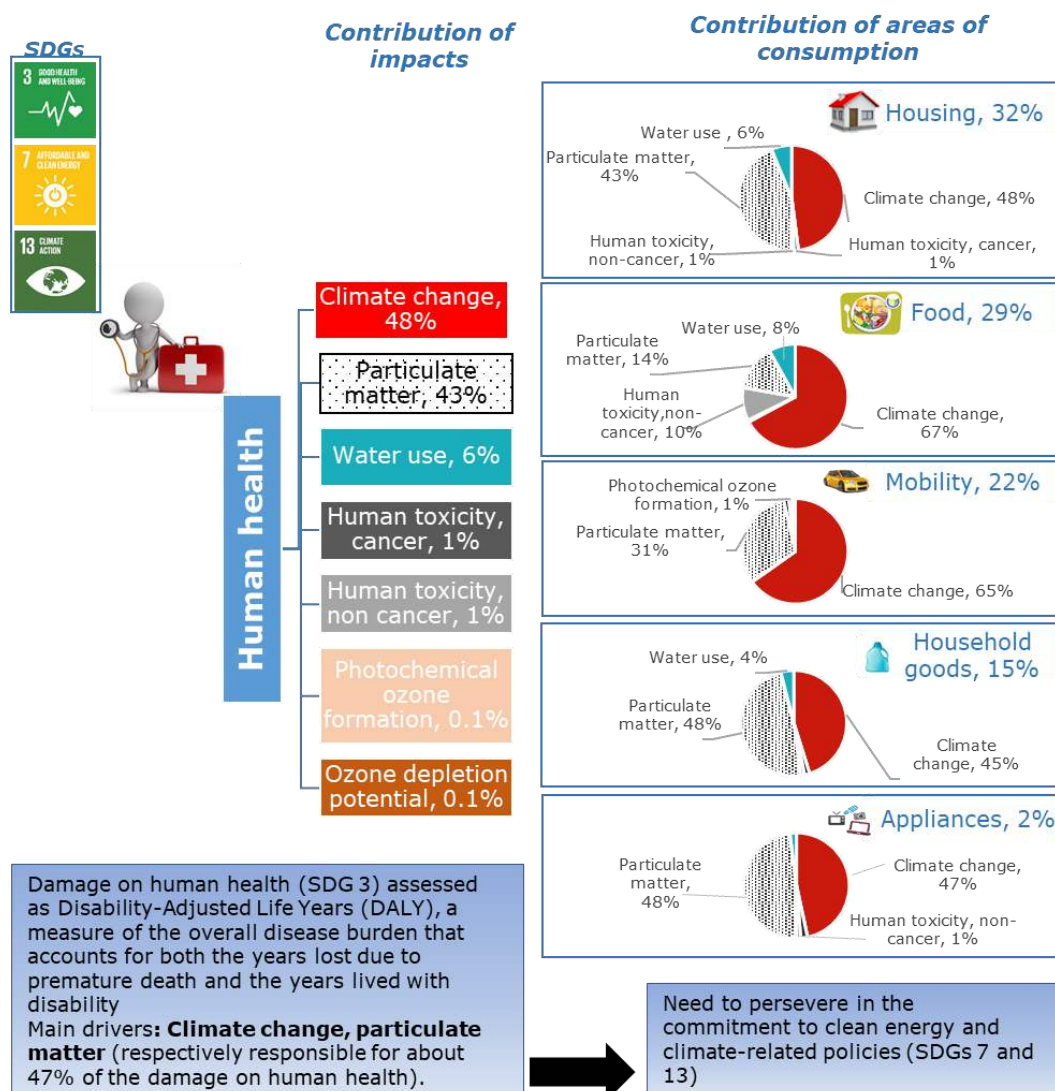 SDGs
3 GOOD HEALTH
AND WELL-BEING
7 AFFORDABLE AND
CLEAN ENERGY
13 CLIMATE
ACTION
Contribution of
impacts
Human health
Climate change,
48%
Particulate
matter, 43%
Water use, 6%
Human toxicity,
cancer, 1%
Human toxicity,
non cancer, 1%
Photochemical
ozone
formation, 0.1%
Ozone depletion
potential, 0.1%
Contribution of areas of
consumption
Housing, 32%
Water use , 6%
Particulate matter,
43%
Climate change, 48%
Human toxicity,
non-cancer, 1%
Human toxicity, cancer,
1%
Food, 29%
Water use, 8%
Particulate
matter, 14%
Human
toxicity,non-
cancer, 10%
Climate change,
67%
Mobility, 22%
Photochemical ozone
formation, 1%
Particulate matter,
31%
Climate change, 65%
Household
goods, 15%
Water use, 4%
Particulate
matter, 48%
Climate
change, 45%
Appliances, 2%
Particulate
matter,
48%
Climate change,
47%
Human toxicity, non-
cancer, 1%
Damage on human health (SDG 3) assessed
as Disability-Adjusted Life Years (DALY), a
measure of the overall disease burden that
accounts for both the years lost due to
premature death and the years lived with
disability
Main drivers: Climate change, particulate
matter (respectively responsible for about
47% of the damage on human health).
Need to persevere in the
commitment to clean energy and
climate-related policies (SDGs 7 and
13)